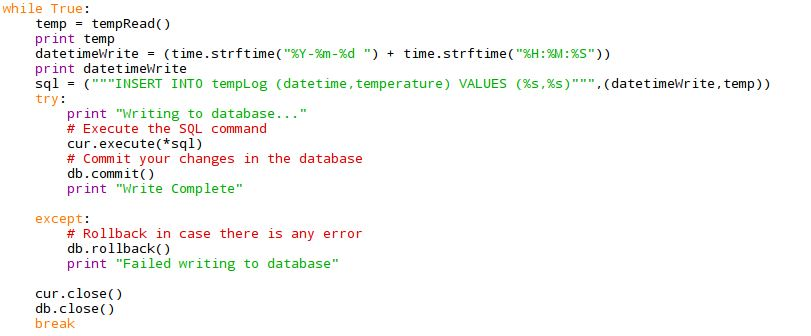 while True:
    temp = tempRead()
    print temp
    datetimeWrite = (time.strftime("%Y-%m-%d ") + time.strftime("%H:%M:%S"))
    print datetimeWrite
    sql = ("""INSERT INTO tempLog (datetime,temperature) VALUES (%s,%s)""",(datetimeWrite,temp))
    try:
        print "Writing to database..."
        # Execute the SQL command
        cur.execute(*sql)
        # Commit your changes in the database
        db.commit()
        print "Write Complete"

    except:
        # Rollback in case there is any error
        db.rollback()
        print "Failed writing to database"

    cur.close()
    db.close()
    break